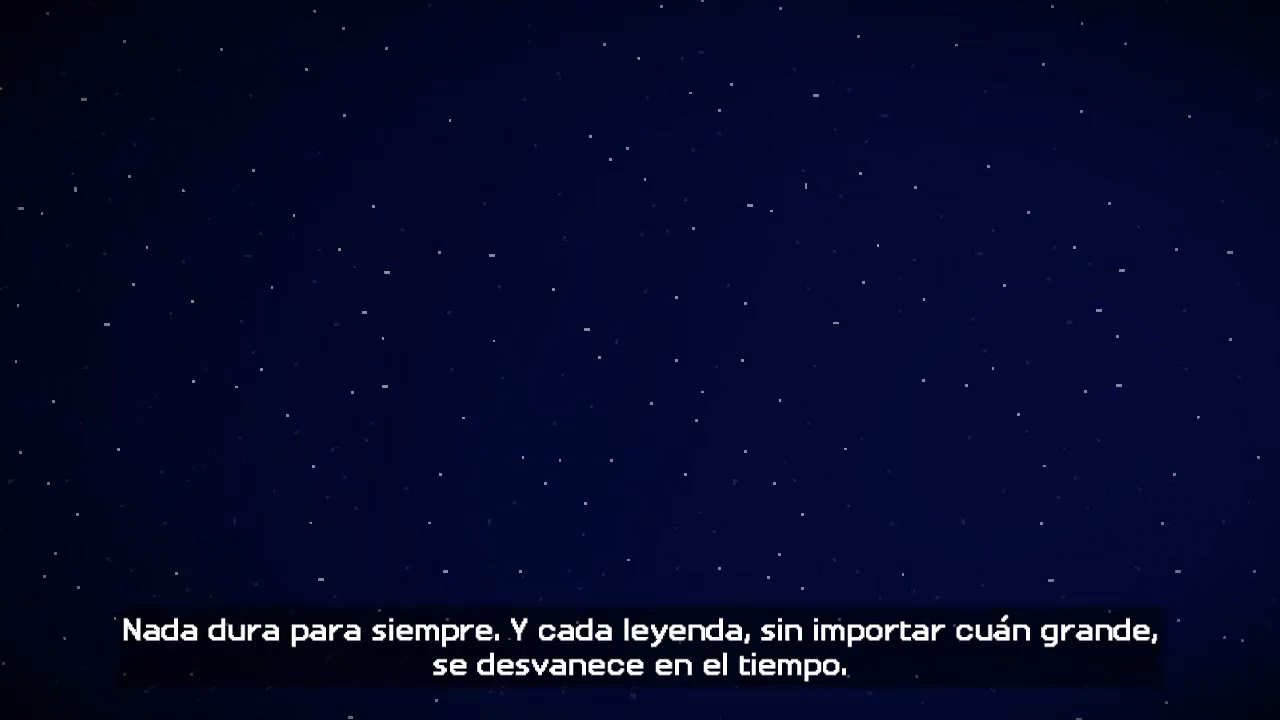 Nada dura para siempre. Y cada leyenda, sin importar cuán grande,
se desvanece en el tiempo.